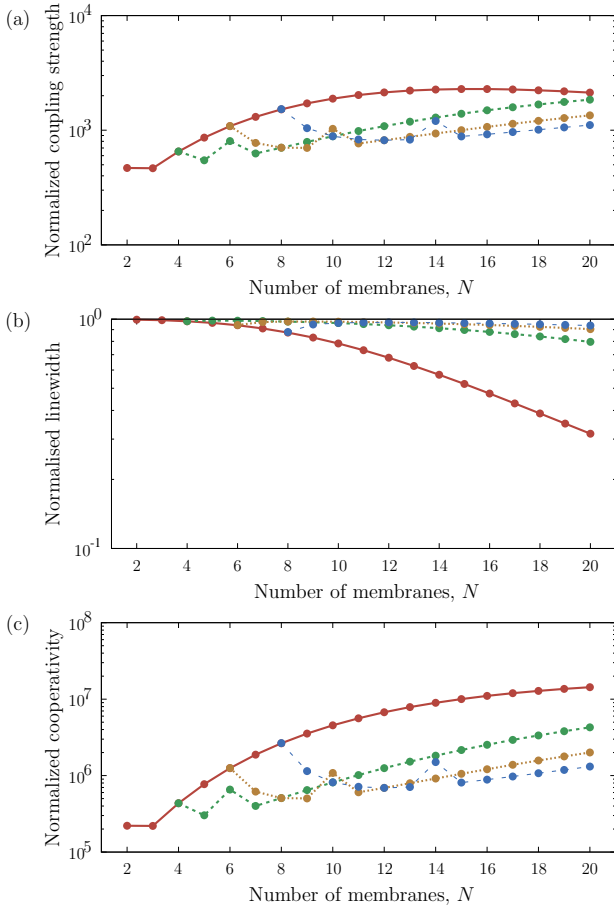 (a)
Normalized coupling strength
10^4
10^3
10^2
2 4 6 8 10 12 14 16 18 20
Number of membranes, N
(b)
Normalised linewidth
10^0
10^-1
2 4 6 8 10 12 14 16 18 20
Number of membranes, N
(c)
Normalized cooperativity
10^8
10^7
10^6
10^5
2 4 6 8 10 12 14 16 18 20
Number of membranes, N